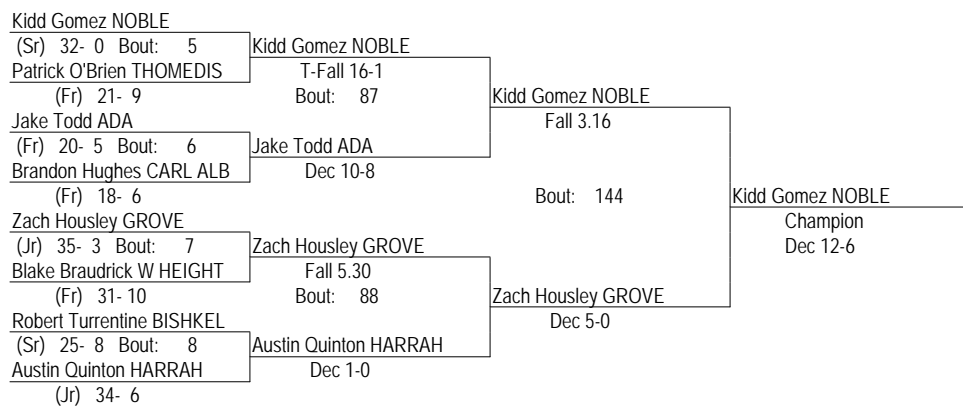 Kidd Gomez NOBLE
(Sr) 32- 0 Bout: 5
Patrick O'Brien THOMEDIS
(Fr) 21- 9
Jake Todd ADA
(Fr) 20- 5 Bout: 6
Brandon Hughes CARL ALB
(Fr) 18- 6
Zach Housley GROVE
(Jr) 35- 3 Bout: 7
Blake Braudrick W HEIGHT
(Fr) 31- 10
Robert Turrentine BISHKEL
(Sr) 25- 8 Bout: 8
Austin Quinton HARRAH
(Jr) 34- 6
Kidd Gomez NOBLE
T-Fall 16-1
Bout: 87
Jake Todd ADA
Dec 10-8
Zach Housley GROVE
Fall 5.30
Bout: 88
Austin Quinton HARRAH
Dec 1-0
Kidd Gomez NOBLE
Fall 3.16
Bout: 144
Zach Housley GROVE
Dec 5-0
Kidd Gomez NOBLE
Champion
Dec 12-6